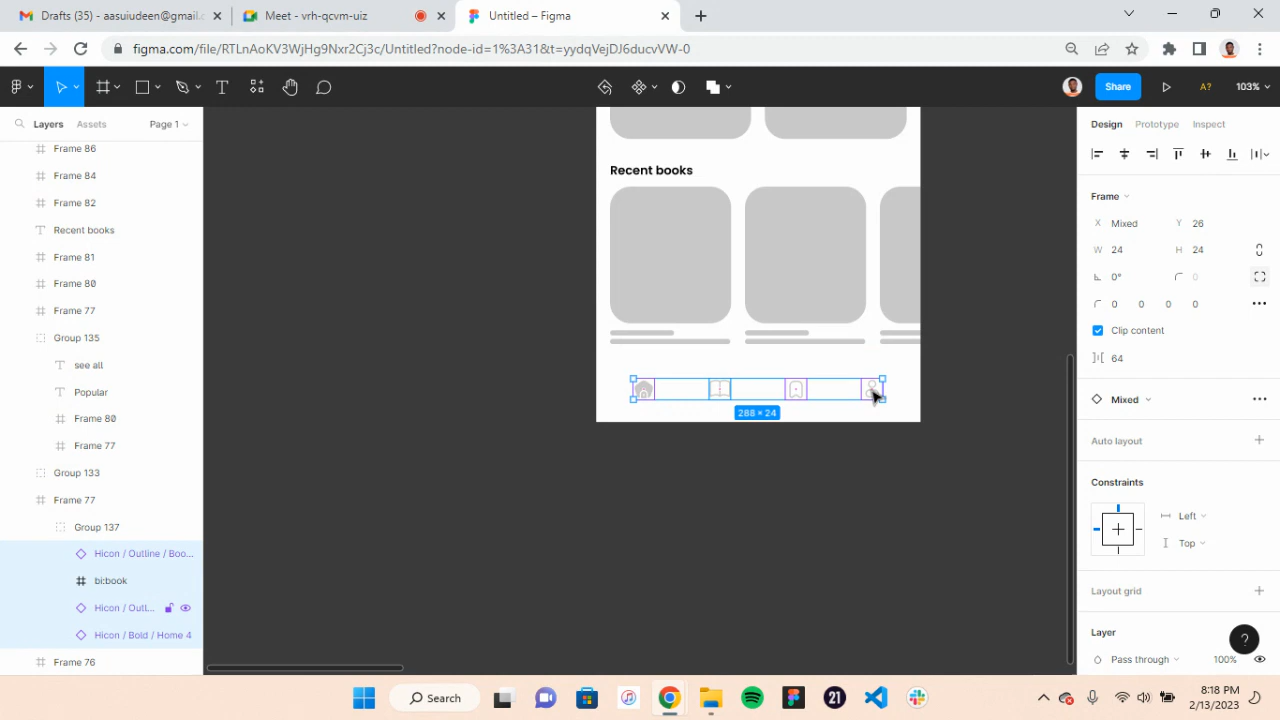 Drafts (35) - aasuiudeen@gmail.c
Meet - vrh-qcvm-uiz
Untitled – Figma
figma.com/file/RTLnAoKV3WjHg9Nxr2Cj3c/Untitled?node-id=1%3A31&t=yydqVejDJ6ducvVW-0
Share
A?
103%
Layers
Assets
Page 1
Frame 86
Frame 84
Frame 82
Recent books
Frame 81
Frame 80
Frame 77
Group 135
see all
Popular
Frame 80
Frame 77
Group 133
Frame 77
Group 137
Hicon / Outline / Boo...
bi:book
Hicon / Outl...
Hicon / Bold / Home 4
Frame 76
Recent books
288 × 24
Design
Prototype
Inspect
Frame
X Mixed Y 26
W 24 H 24
0° 0
0 0 0 0
Clip content
64
Mixed
Auto layout
Constraints
Left
Top
Layout grid
Layer
Pass through 100%
?
Search
21
8:18 PM
2/13/2023